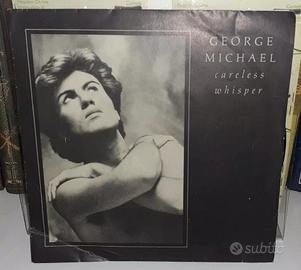 GEORGE
MICHAEL
careless
whisper
subito